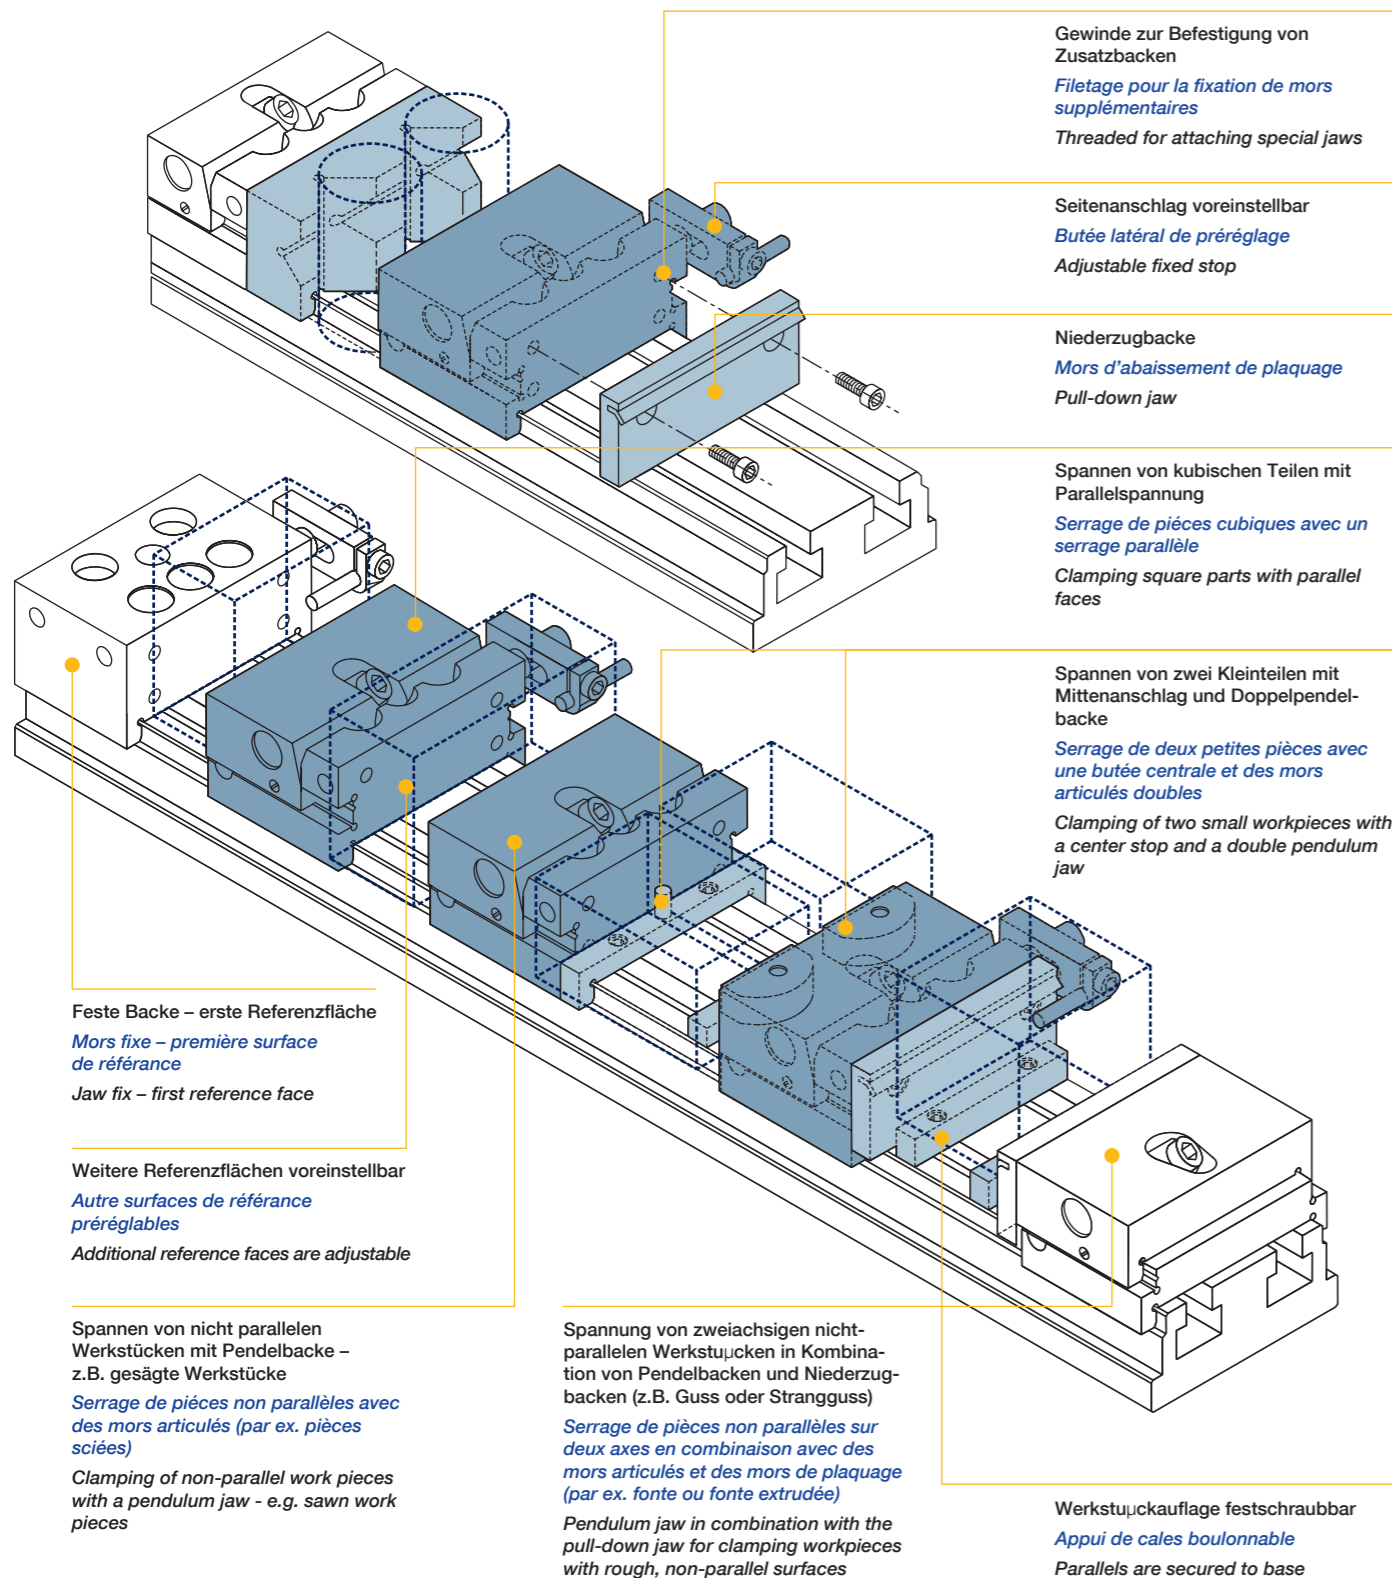 Gewinde zur Befestigung von
Zusatzbacken
Filetage pour la fixation de mors
supplémentaires
Threaded for attaching special jaws
Seitenanschlag voreinstellbar
Butée latéral de préréglage
Adjustable fixed stop
Niederzugbacke
Mors d'abaissement de plaquage
Pull-down jaw
Spannen von kubischen Teilen mit
Parallelspannung
Serrage de piéces cubiques avec un
serrage parallèle
Clamping square parts with parallel
faces
Spannen von zwei Kleinteilen mit
Mittenanschlag und Doppelpendel-
backe
Serrage de deux petites pièces avec
une butée centrale et des mors
articulés doubles
Clamping of two small workpieces with
a center stop and a double pendulum
jaw
Feste Backe – erste Referenzfläche
Mors fixe – première surface
de référance
Jaw fix – first reference face
Weitere Referenzflächen voreinstellbar
Autre surfaces de référance
préréglables
Additional reference faces are adjustable
Spannen von nicht parallelen
Werkstücken mit Pendelbacke –
z.B. gesägte Werkstücke
Serrage de piéces non parallèles avec
des mors articulés (par ex. pièces
sciées)
Clamping of non-parallel work pieces
with a pendulum jaw - e.g. sawn work
pieces
Spannung von zweiachsigen nicht-
parallelen Werkstuµcken in Kombina-
tion von Pendelbacken und Niederzug-
backen (z.B. Guss oder Strangguss)
Serrage de pièces non parallèles sur
deux axes en combinaison avec des
mors articulés et des mors de plaquage
(par ex. fonte ou fonte extrudée)
Pendulum jaw in combination with the
pull-down jaw for clamping workpieces
with rough, non-parallel surfaces
Werkstuµckauflage festschraubbar
Appui de cales boulonnable
Parallels are secured to base